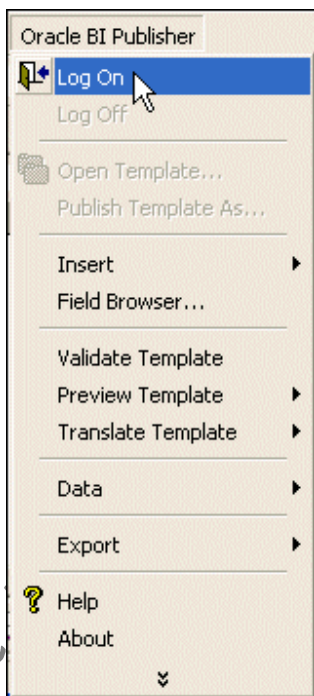 Oracle BI Publisher
Log On
Log Off
Open Template...
Publish Template As...
Insert
Field Browser...
Validate Template
Preview Template
Translate Template
Data
Export
Help
About